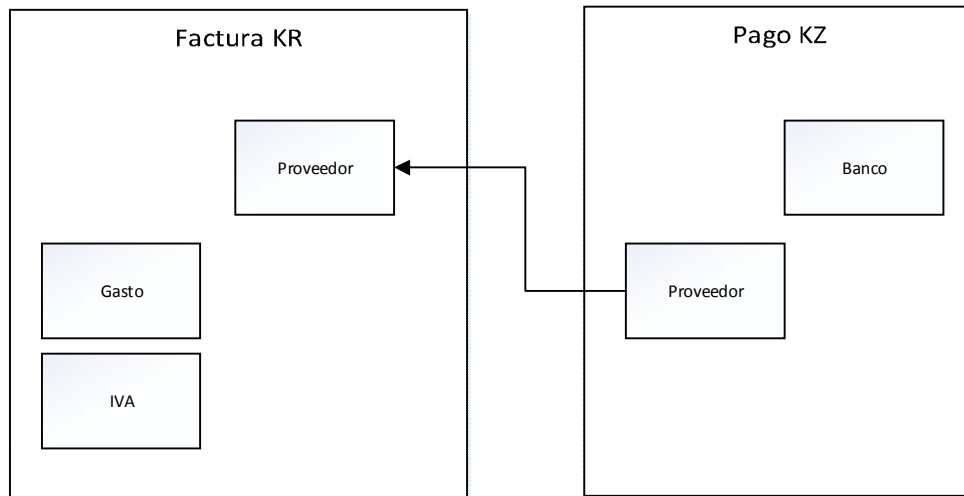 Factura KR
Proveedor
Gasto
IVA
Pago KZ
Banco
Proveedor